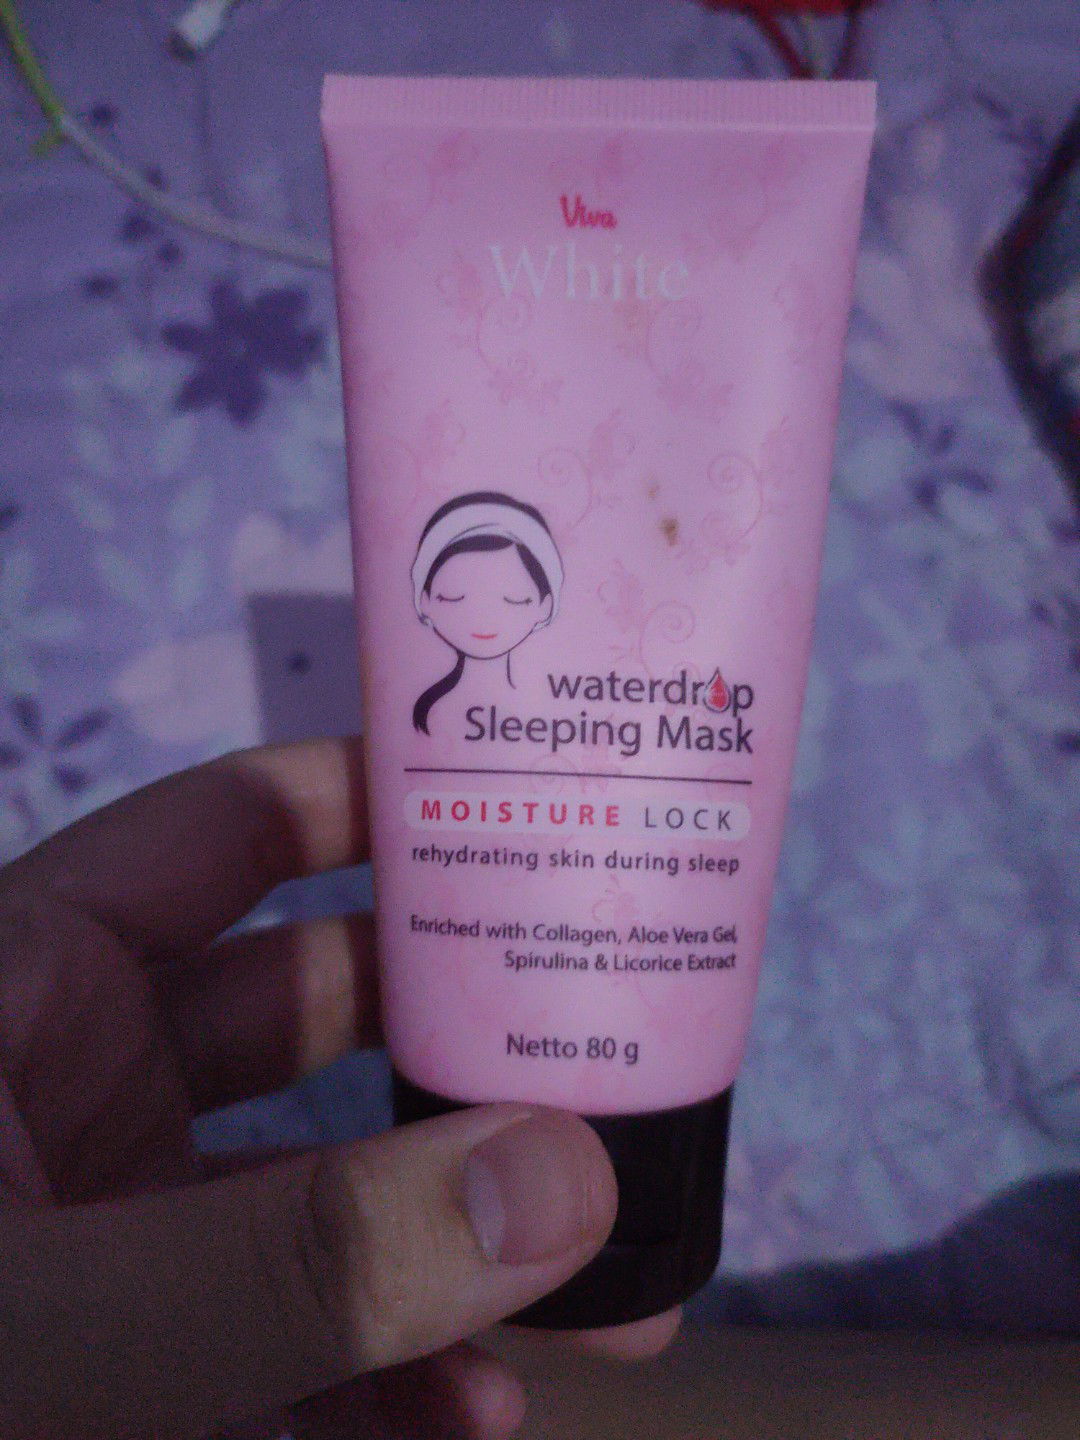 Viva
White
waterdrop
Sleeping Mask
MOISTURE LOCK
rehydrating skin during sleep
Enriched with Collagen, Aloe Vera Gel,
Spirulina & Licorice Extract
Netto 80 g